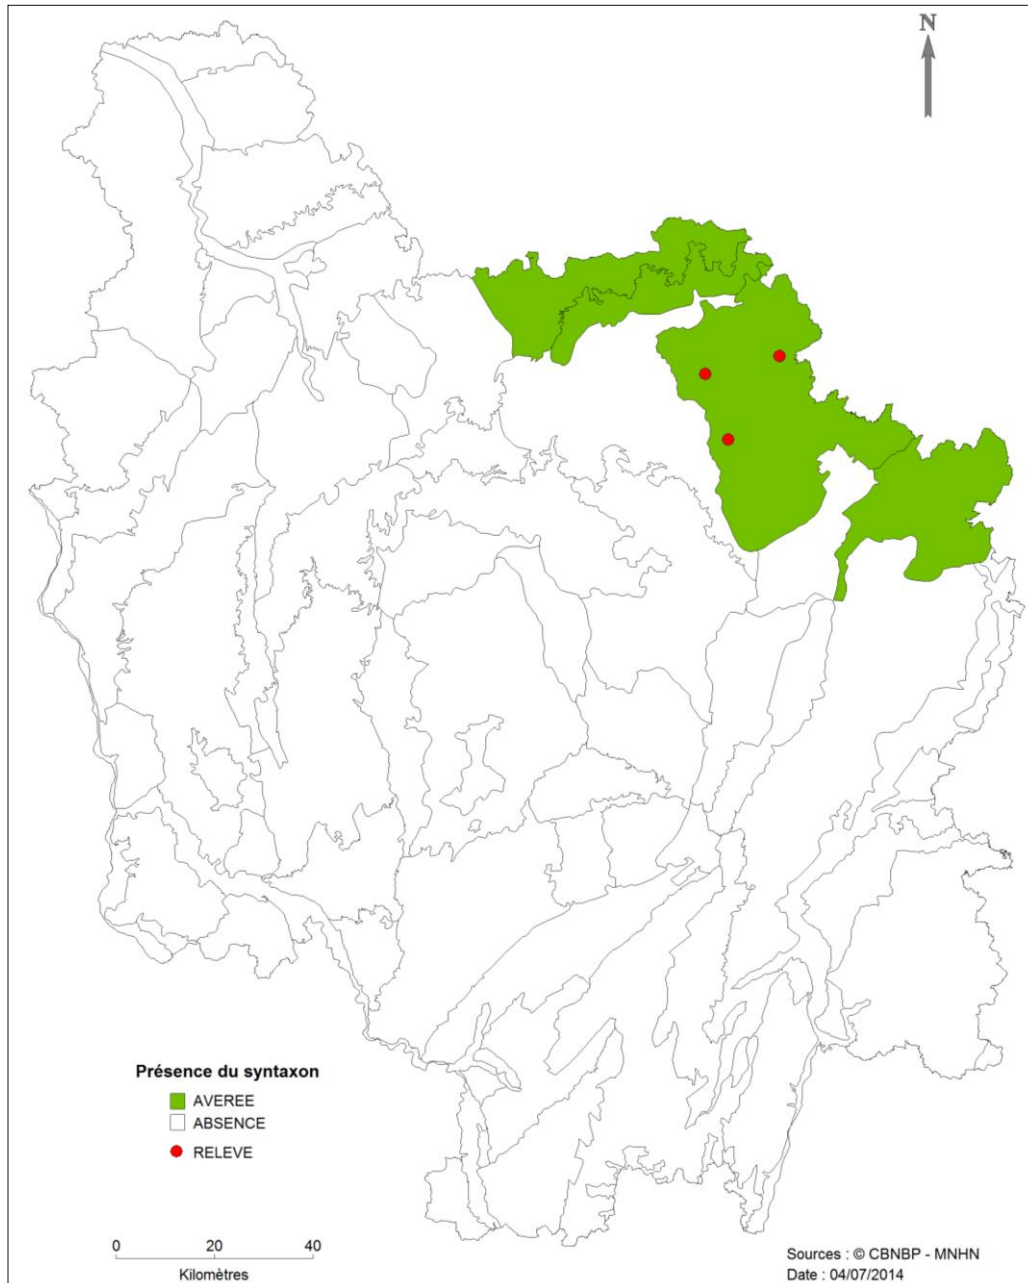 N
Présence du syntaxon
AVEREE
ABSENCE
RELEVE
0 20 40
Kilomètres
Sources : © CBNBP - MNHN
Date : 04/07/2014